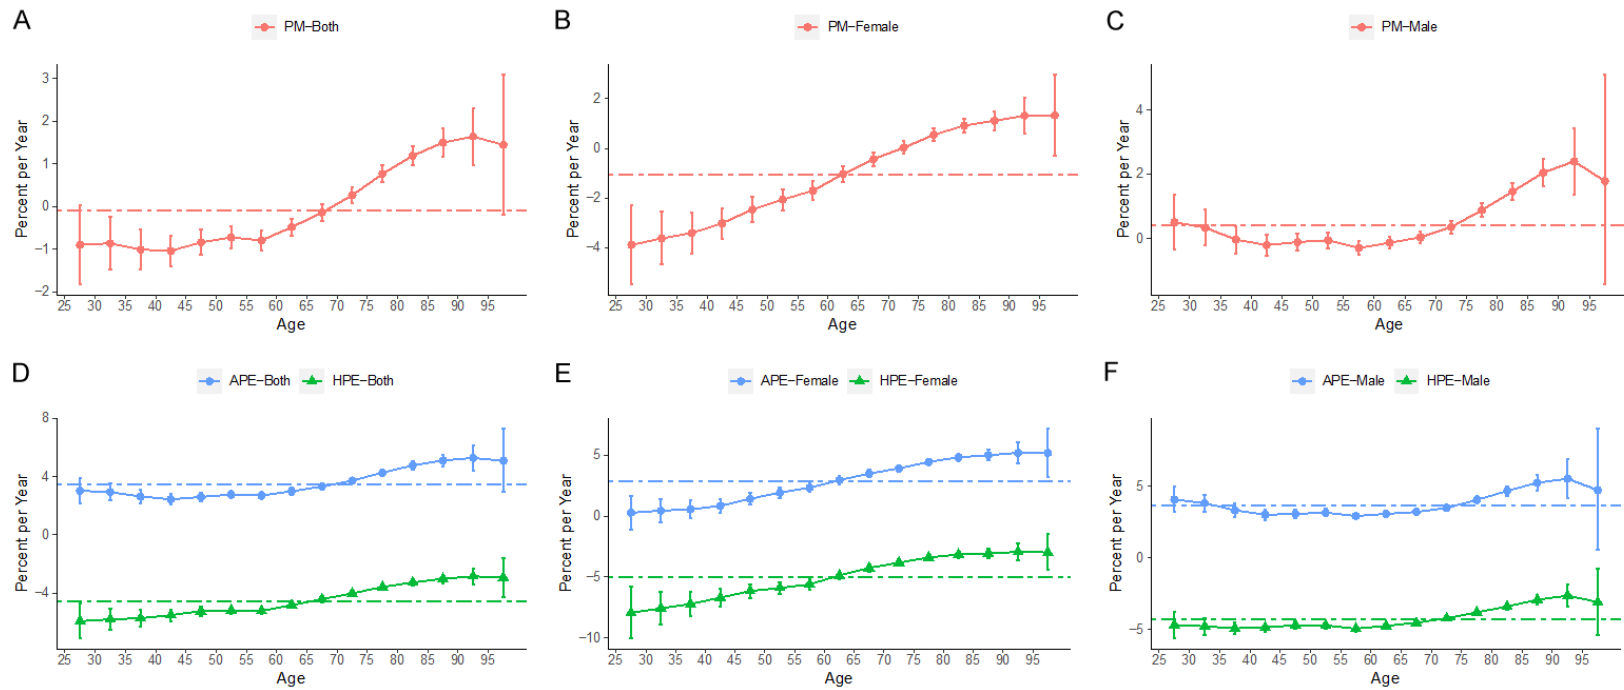 A
PM−Both
Percent per Year
3
2
1
0
−1
−2
25 30 35 40 45 50 55 60 65 70 75 80 85 90 95
Age
B
PM−Female
Percent per Year
2
0
−2
−4
25 30 35 40 45 50 55 60 65 70 75 80 85 90 95
Age
C
PM−Male
Percent per Year
4
2
0
25 30 35 40 45 50 55 60 65 70 75 80 85 90 95
Age
D
APE−Both HPE−Both
Percent per Year
8
4
0
−4
25 30 35 40 45 50 55 60 65 70 75 80 85 90 95
Age
E
APE−Female HPE−Female
Percent per Year
5
0
−5
−10
25 30 35 40 45 50 55 60 65 70 75 80 85 90 95
Age
F
APE−Male HPE−Male
Percent per Year
5
0
−5
25 30 35 40 45 50 55 60 65 70 75 80 85 90 95
Age